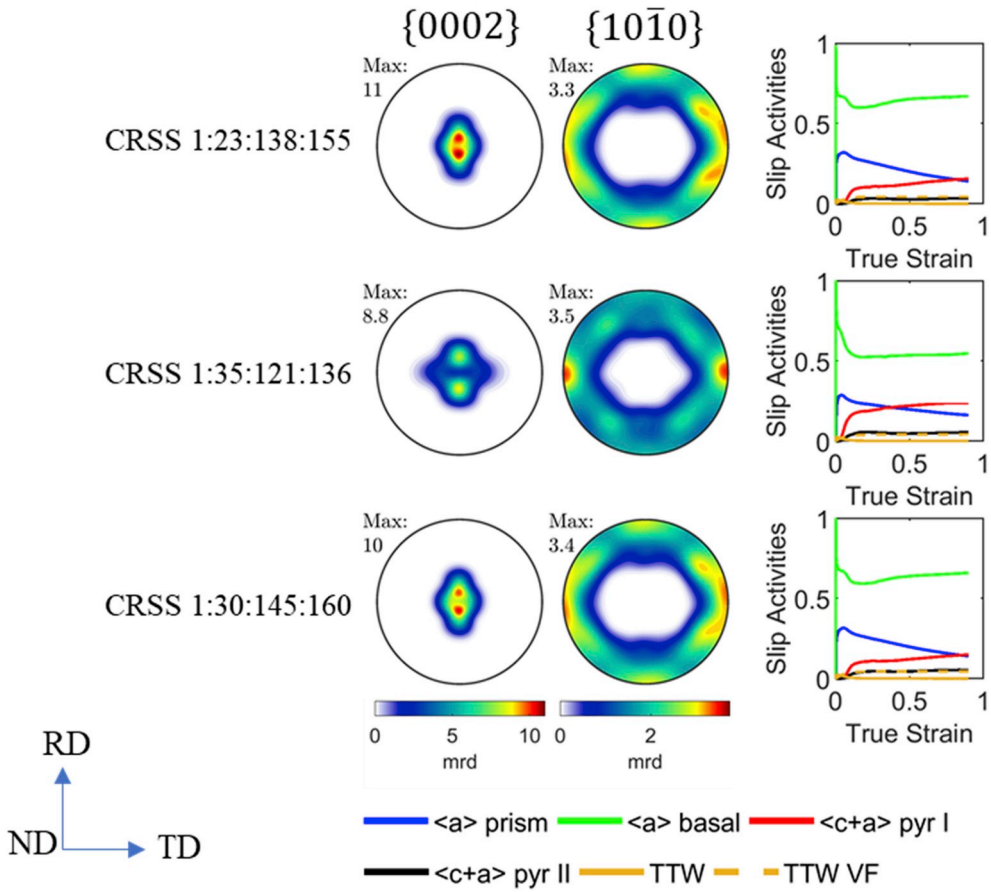 {0002} {10$\bar{1}$0}
Max:
11
Max:
3.3
CRSS 1:23:138:155
Slip Activities
1
0.5
0
0 0.5 1
True Strain
Max:
8.8
Max:
3.5
CRSS 1:35:121:136
Slip Activities
1
0.5
0
0 0.5 1
True Strain
Max:
10
Max:
3.4
CRSS 1:30:145:160
Slip Activities
1
0.5
0
0 0.5 1
True Strain
0 5 10
mrd
0 2
mrd
RD
ND TD
<a> prism <a> basal <c+a> pyr I
<c+a> pyr II TTW TTW VF